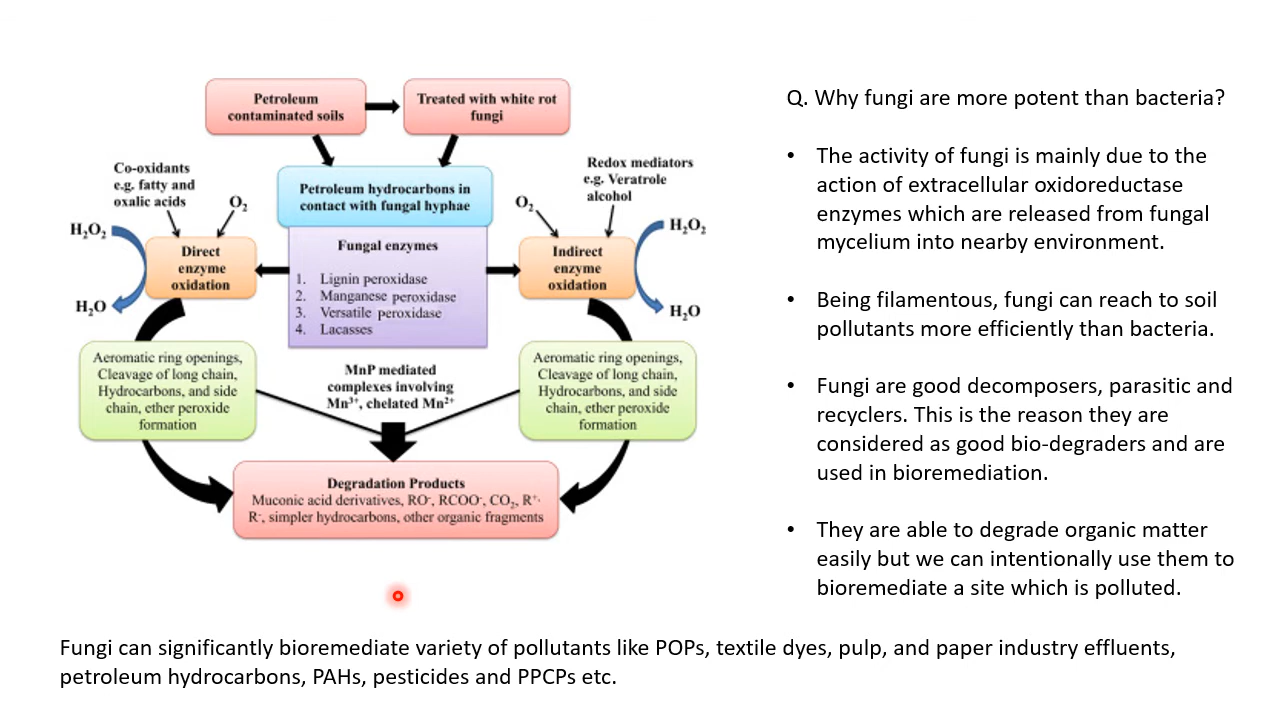 Petroleum
contaminated soils
Treated with white rot
fungi
Co-oxidants
e.g. fatty and
oxalic acids
O₂
H₂O₂
H₂O
Petroleum hydrocarbons in
contact with fungal hyphae
Redox mediators
e.g. Veratrole
alcohol
O₂
H₂O₂
H₂O
Direct
enzyme
oxidation
Fungal enzymes
1. Lignin peroxidase
2. Manganese peroxidase
3. Versatile peroxidase
4. Lacasses
Indirect
enzyme
oxidation
Aeromatic ring openings,
Cleavage of long chain,
Hydrocarbons, and side
chain, ether peroxide
formation
MnP mediated
complexes involving
Mn³⁺, chelated Mn²⁺
Aeromatic ring openings,
Cleavage of long chain,
Hydrocarbons, and side
chain, ether peroxide
formation
Degradation Products
Muconic acid derivatives, RO⁻, RCOO⁻, CO₂, R⁺·
R⁻, simpler hydrocarbons, other organic fragments
Q. Why fungi are more potent than bacteria?
• The activity of fungi is mainly due to the
action of extracellular oxidoreductase
enzymes which are released from fungal
mycelium into nearby environment.
• Being filamentous, fungi can reach to soil
pollutants more efficiently than bacteria.
• Fungi are good decomposers, parasitic and
recyclers. This is the reason they are
considered as good bio-degraders and are
used in bioremediation.
• They are able to degrade organic matter
easily but we can intentionally use them to
bioremediate a site which is polluted.
Fungi can significantly bioremediate variety of pollutants like POPs, textile dyes, pulp, and paper industry effluents,
petroleum hydrocarbons, PAHs, pesticides and PPCPs etc.